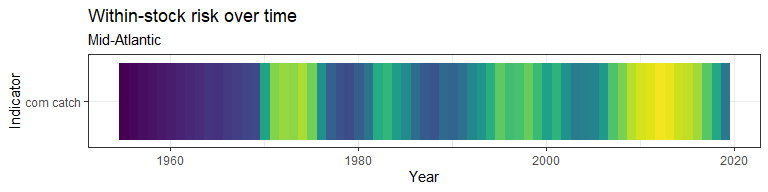 Within-stock risk over time
Mid-Atlantic
Indicator
com catch
1960 1980 2000 2020
Year